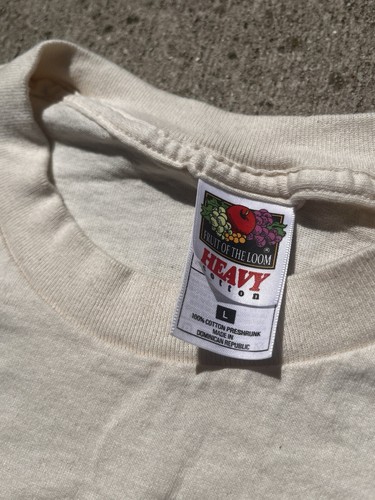 FRUIT OF THE LOOM
®
HEAVY
cotton
L
100% COTTON PRESHRUNK
MADE IN
DOMINICAN REPUBLIC